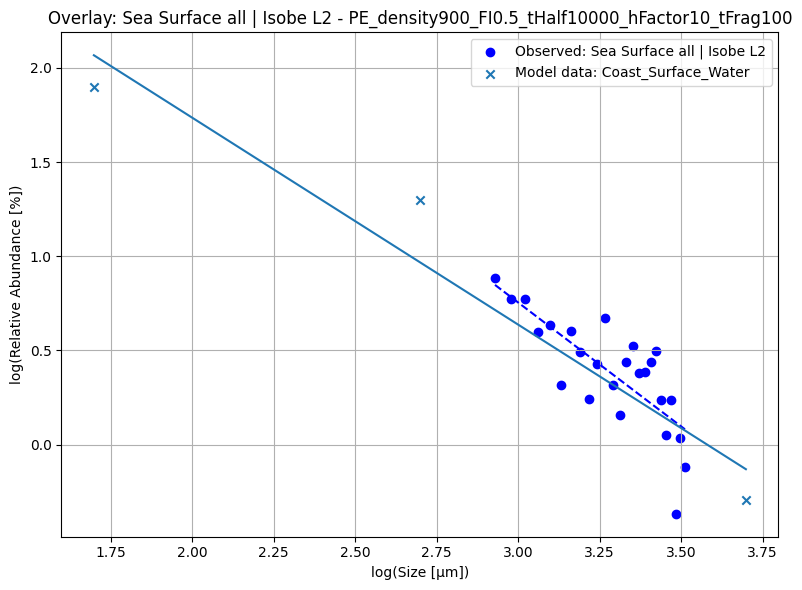 Overlay: Sea Surface all | Isobe L2 - PE_density900_FI0.5_tHalf10000_hFactor10_tFrag100
Observed: Sea Surface all | Isobe L2
Model data: Coast_Surface_Water
log(Relative Abundance [%])
2.0
1.5
1.0
0.5
0.0
1.75 2.00 2.25 2.50 2.75 3.00 3.25 3.50 3.75
log(Size [μm])